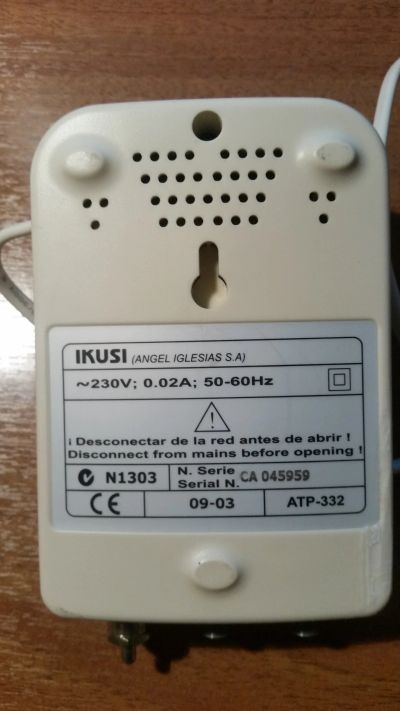 IKUSI (ANGEL IGLESIAS S.A)
~230V; 0.02A; 50-60Hz
¡ Desconectar de la red antes de abrir !
Disconnect from mains before opening !
N1303
N. Serie
Serial N. CA 045959
CE
09-03
ATP-332